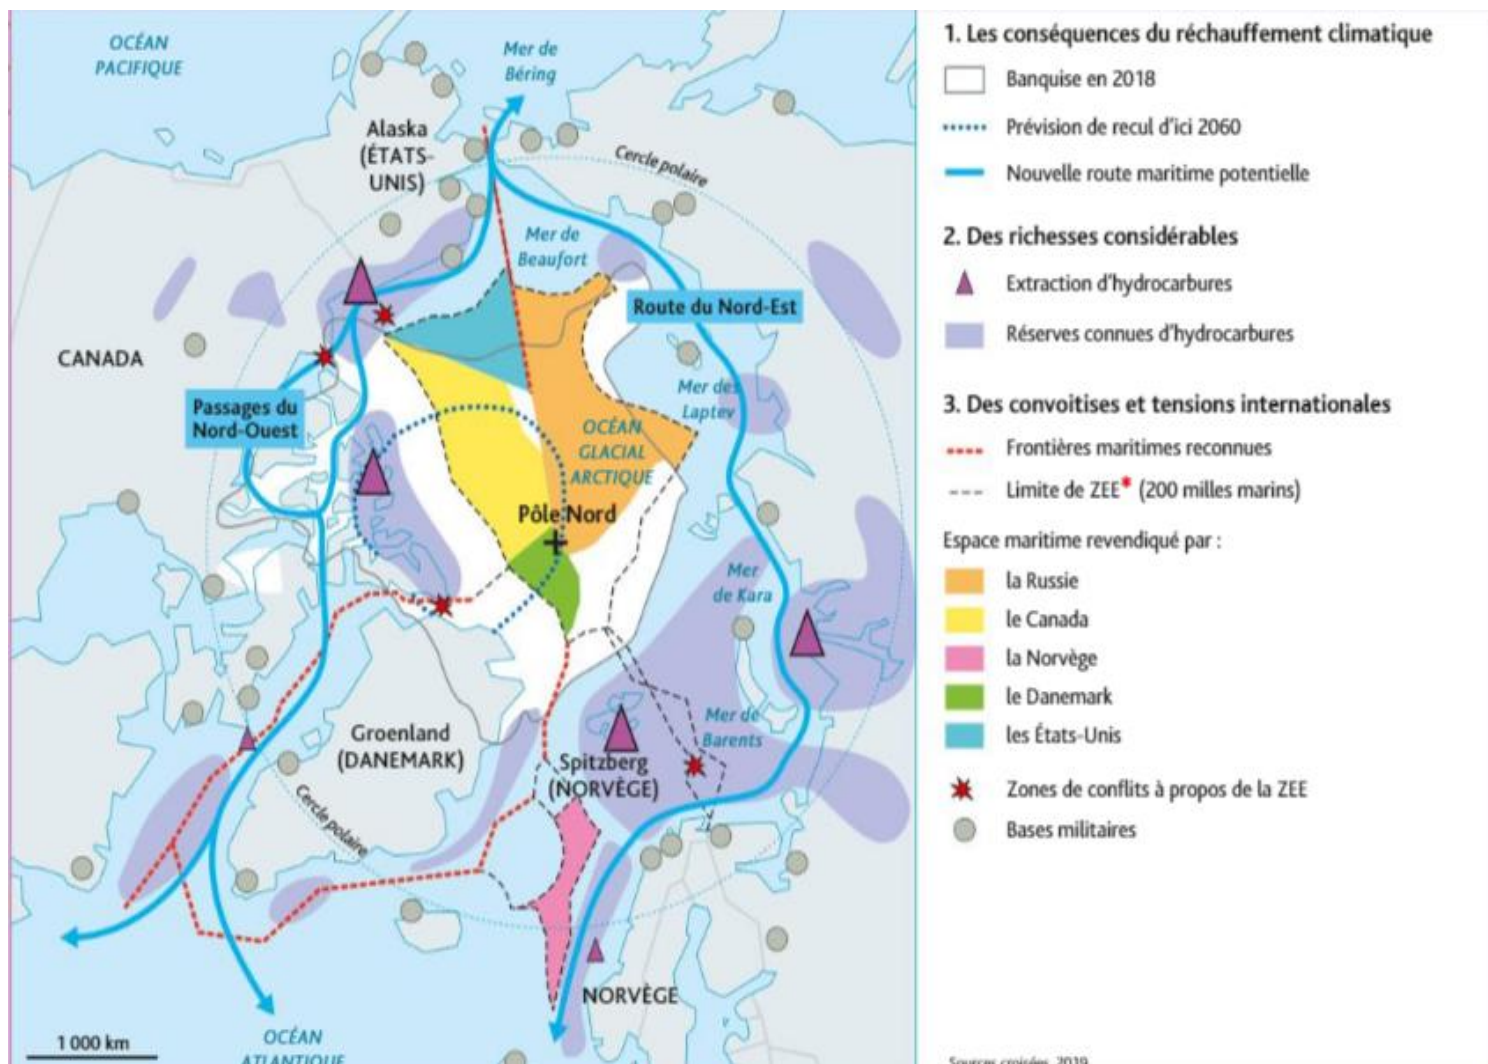 OCÉAN
PACIFIQUE
Mer de
Béring
Alaska
(ÉTATS-
UNIS)
Cercle polaire
Mer de
Beaufort
Route du Nord-Est
CANADA
Passages du
Nord-Ouest
Mer des
Laptev
OCÉAN
GLACIAL
ARCTIQUE
Pôle Nord
Mer
de Kara
Groenland
(DANEMARK)
Mer de
Barents
Spitzberg
(NORVÈGE)
Cercle polaire
NORVÈGE
1 000 km
OCÉAN
ATLANTIQUE
1. Les conséquences du réchauffement climatique
Banquise en 2018
Prévision de recul d'ici 2060
Nouvelle route maritime potentielle
2. Des richesses considérables
Extraction d'hydrocarbures
Réserves connues d'hydrocarbures
3. Des convoitises et tensions internationales
Frontières maritimes reconnues
Limite de ZEE* (200 milles marins)
Espace maritime revendiqué par :
la Russie
le Canada
la Norvège
le Danemark
les États-Unis
Zones de conflits à propos de la ZEE
Bases militaires
Sources croisées, 2019